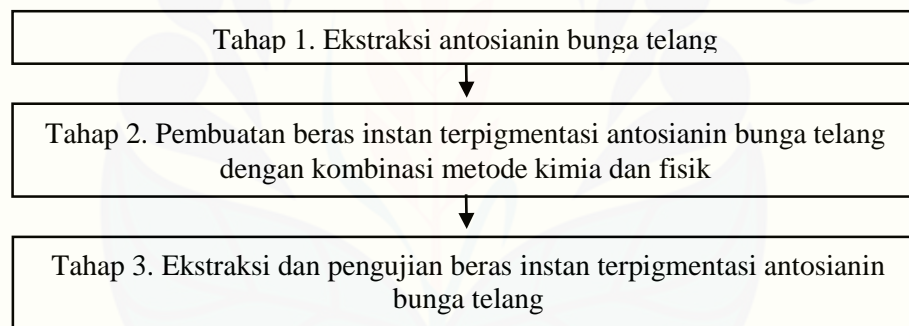 Tahap 1. Ekstraksi antosianin bunga telang
Tahap 2. Pembuatan beras instan terpigmentasi antosianin bunga telang
dengan kombinasi metode kimia dan fisik
Tahap 3. Ekstraksi dan pengujian beras instan terpigmentasi antosianin
bunga telang